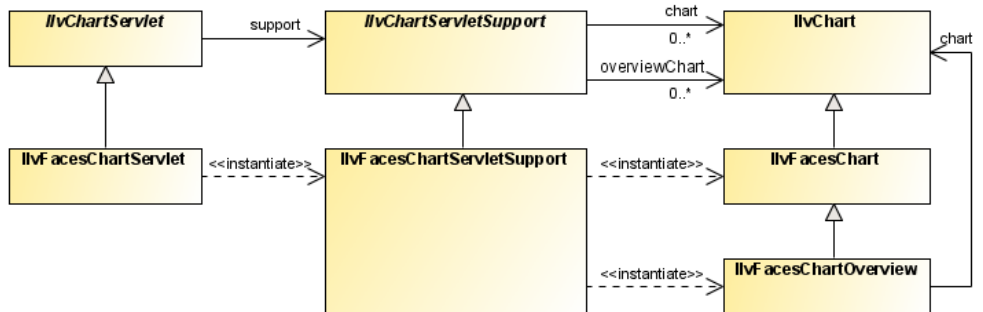 IlvChartServlet
support
IlvChartServletSupport
chart
0..*
overviewChart
0..*
IlvChart
chart
IlvFacesChartServlet
<<instantiate>>
IlvFacesChartServletSupport
<<instantiate>>
IlvFacesChart
<<instantiate>>
IlvFacesChartOverview